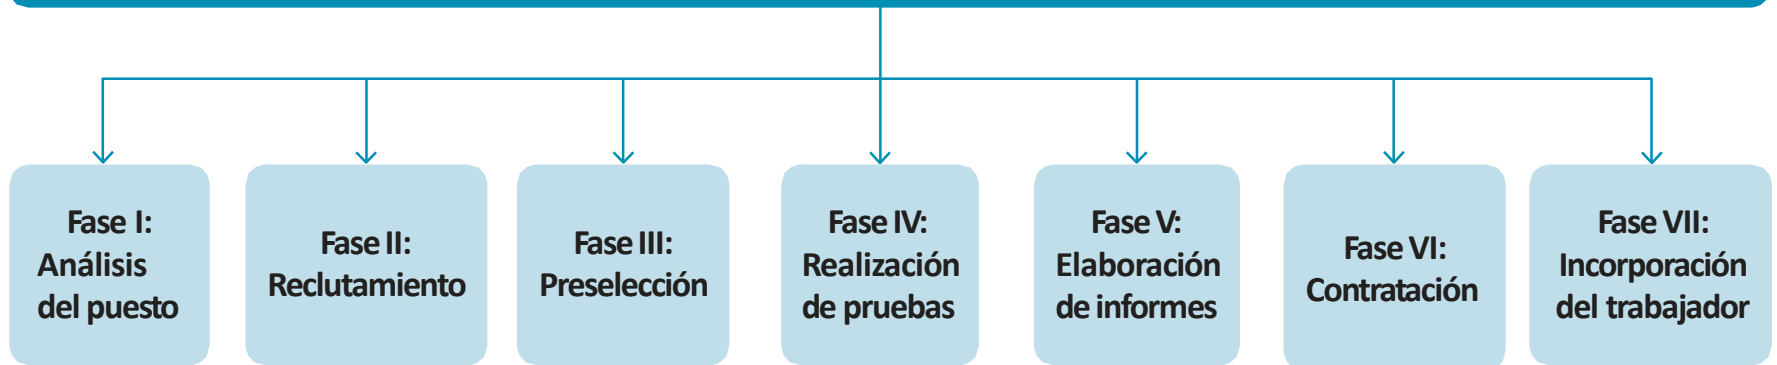 Fase I:
Análisis
del puesto
Fase II:
Reclutamiento
Fase III:
Preselección
Fase IV:
Realización
de pruebas
Fase V:
Elaboración
de informes
Fase VI:
Contratación
Fase VII:
Incorporación
del trabajador